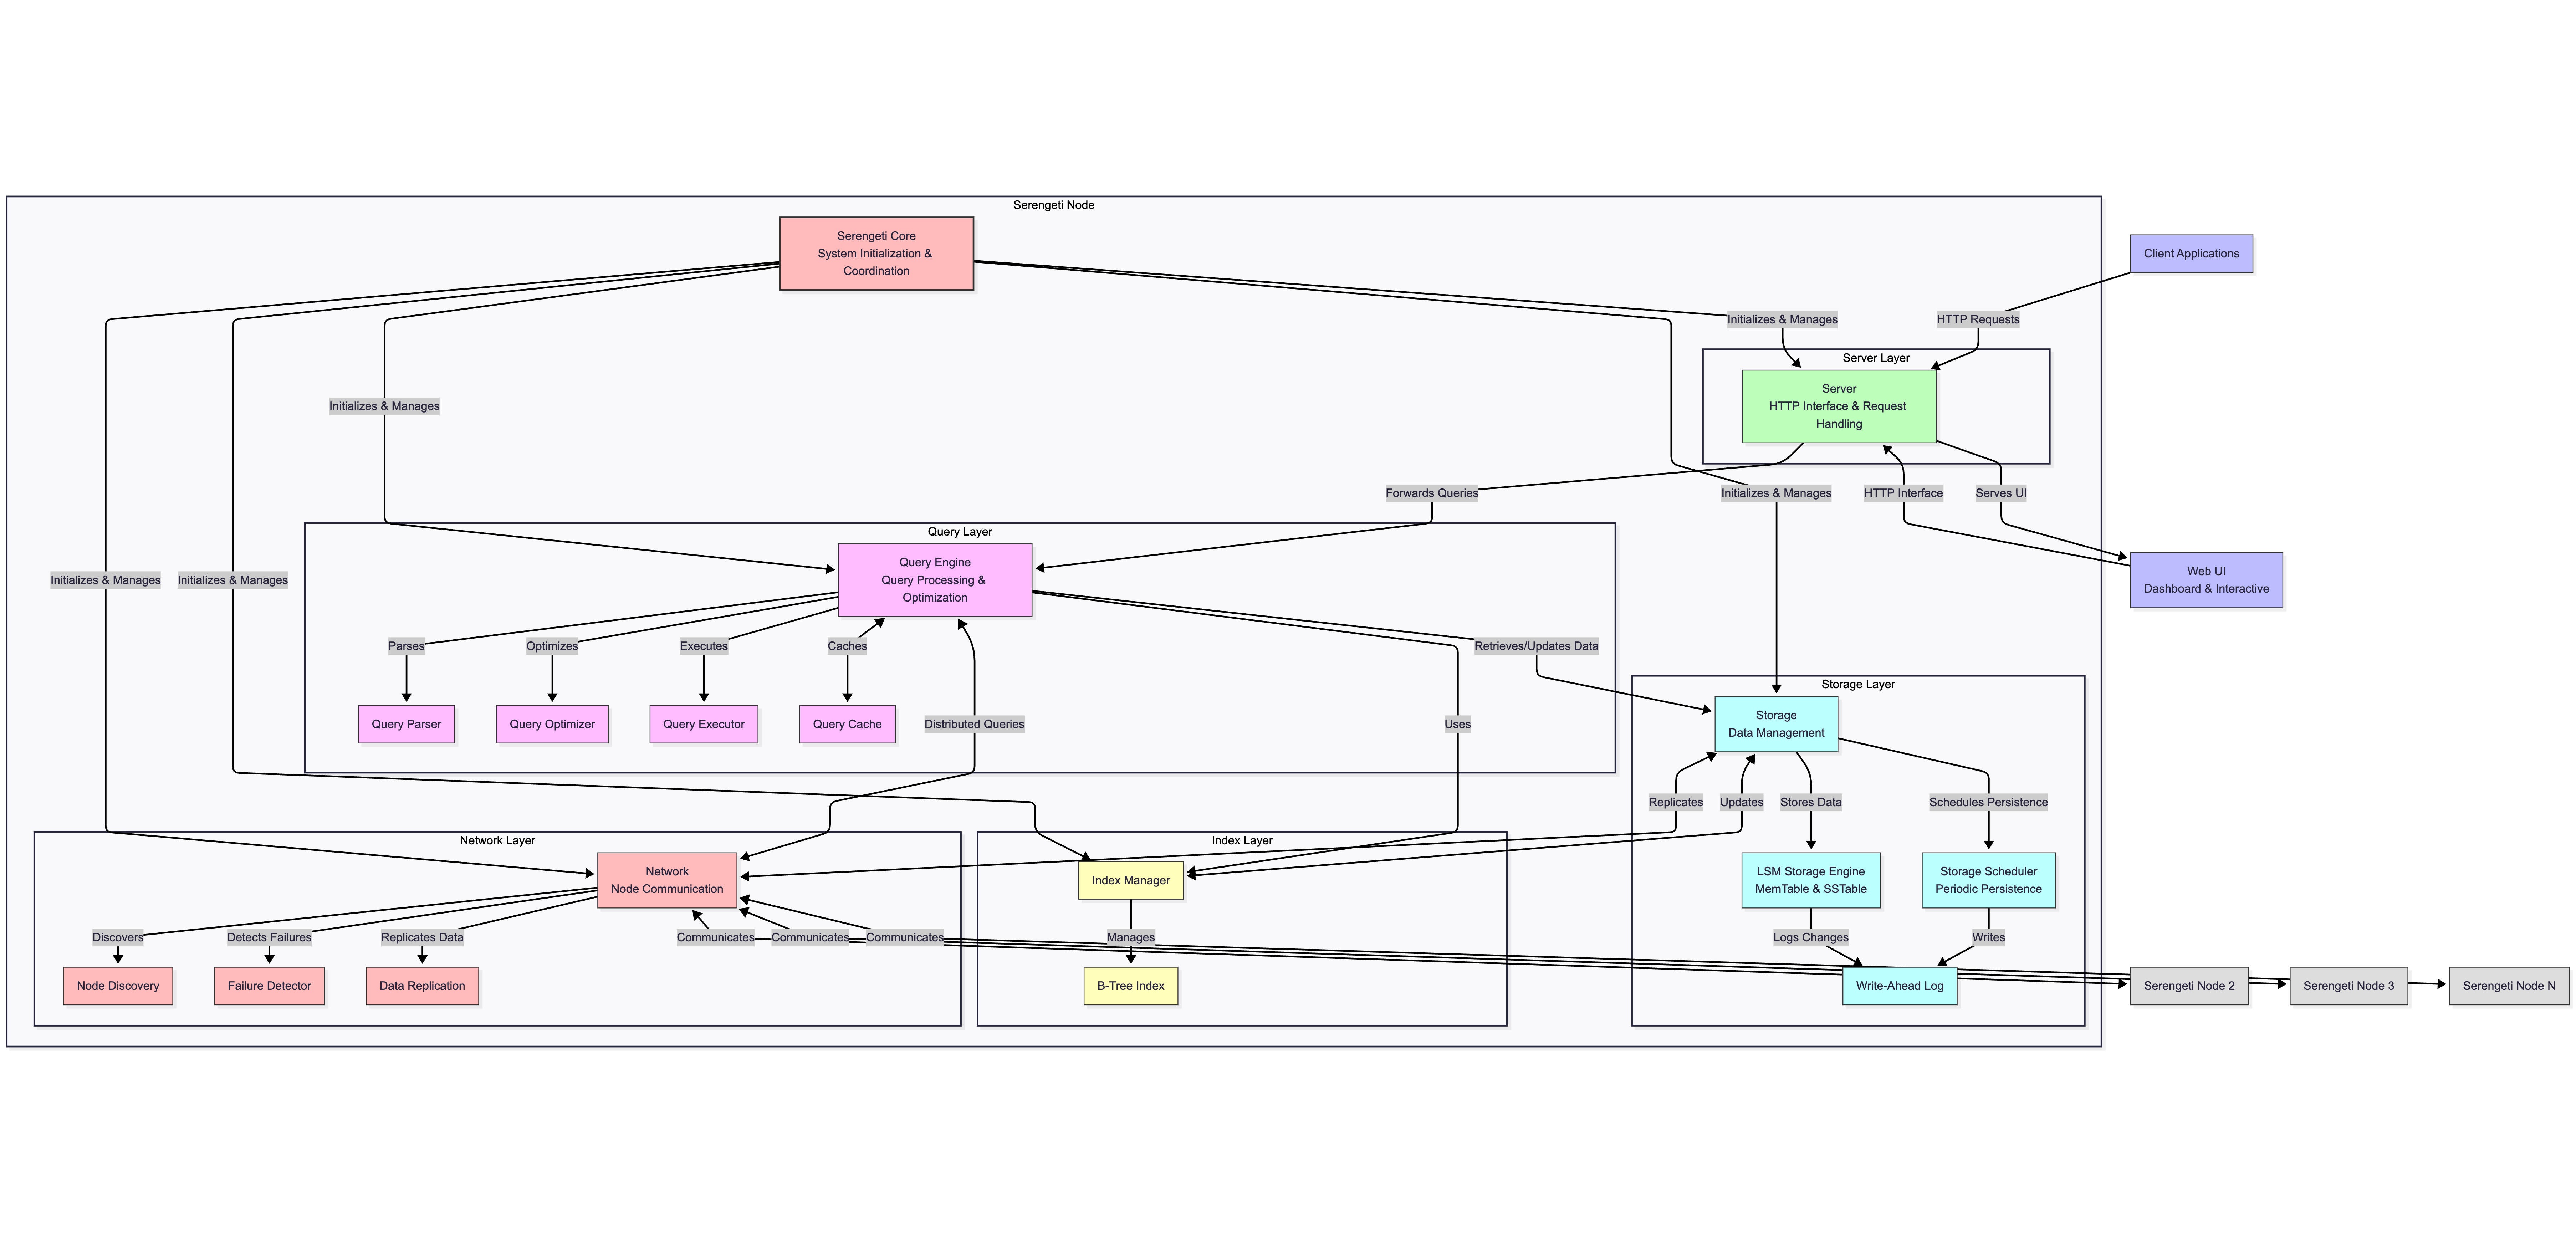 Serengeti Node
Serengeti Core
System Initialization &
Coordination
Client Applications
Initializes & Manages
HTTP Requests
Server Layer
Server
HTTP Interface & Request
Handling
Initializes & Manages
Forwards Queries
Initializes & Manages
HTTP Interface
Serves UI
Query Layer
Query Engine
Query Processing &
Optimization
Initializes & Manages
Initializes & Manages
Web UI
Dashboard & Interactive
Parses
Optimizes
Executes
Caches
Retrieves/Updates Data
Query Parser
Query Optimizer
Query Executor
Query Cache
Distributed Queries
Uses
Storage Layer
Storage
Data Management
Replicates
Updates
Stores Data
Schedules Persistence
Network Layer
Network
Node Communication
Index Layer
Index Manager
LSM Storage Engine
MemTable & SSTable
Storage Scheduler
Periodic Persistence
Discovers
Detects Failures
Replicates Data
Communicates
Communicates
Communicates
Manages
Logs Changes
Writes
Node Discovery
Failure Detector
Data Replication
B-Tree Index
Write-Ahead Log
Serengeti Node 2
Serengeti Node 3
Serengeti Node N